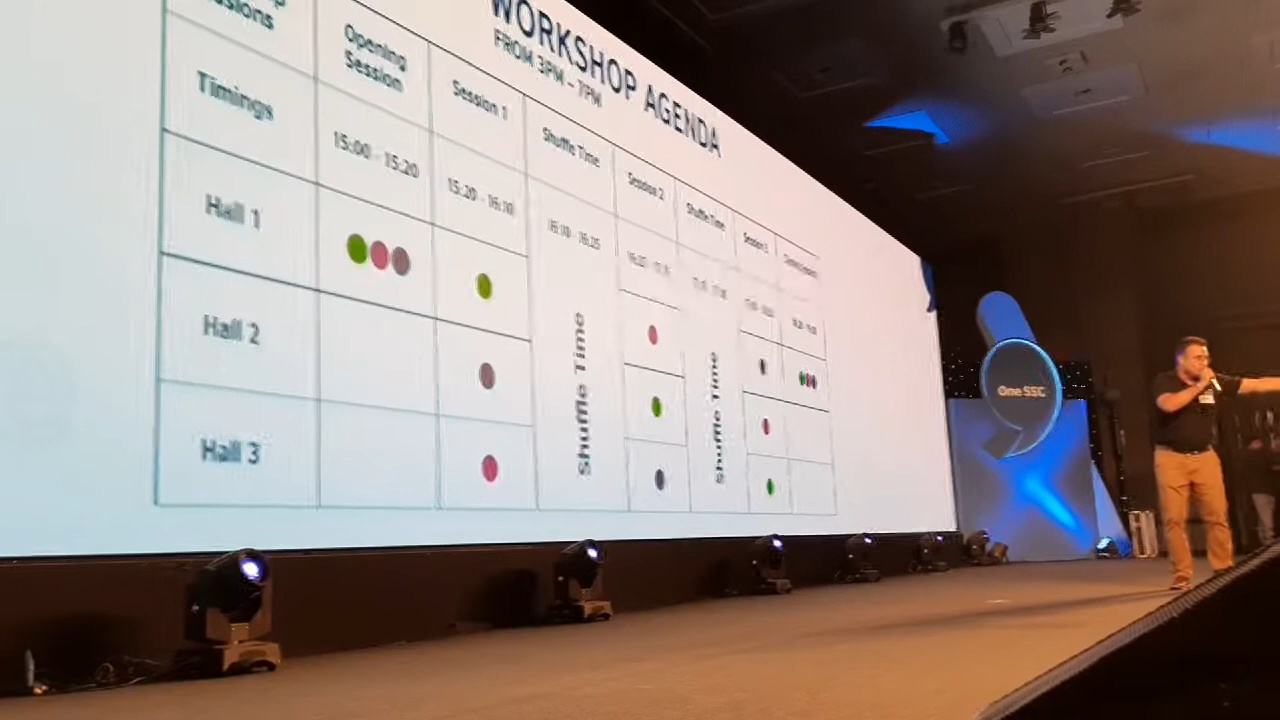 WORKSHOP AGENDA
FROM 3PM – 7PM
Opening Session
Session 1
Shuffle Time
Session 2
Shuffle Time
Session 3
Timings
15:00 - 15:20
15:20 - 16:10
16:10 - 16:25
Hall 1
Hall 2
Hall 3
Shuffle Time
Shuffle Time
One SSC